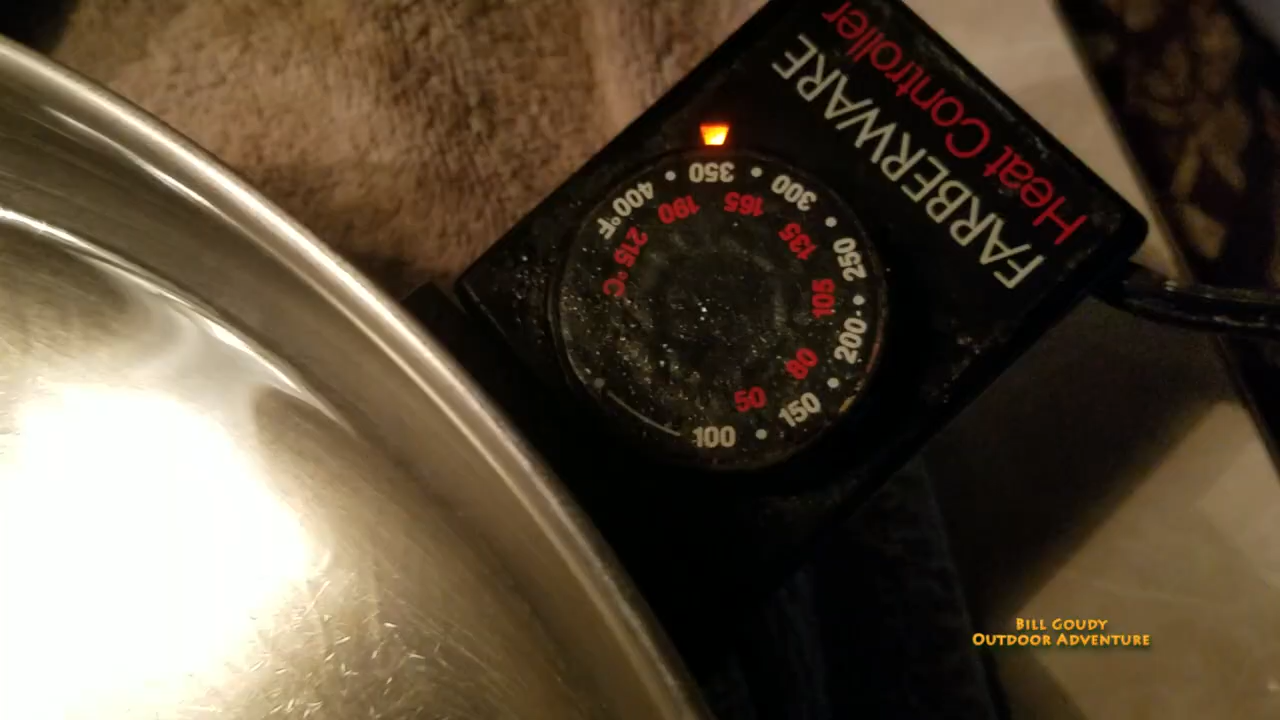 FARBERWARE
Heat Controller
100 • 150 • 200 • 250 • 300 • 350 • 400°F
50 80 105 135 165 190 215°C
BILL GOUDY
OUTDOOR ADVENTURE